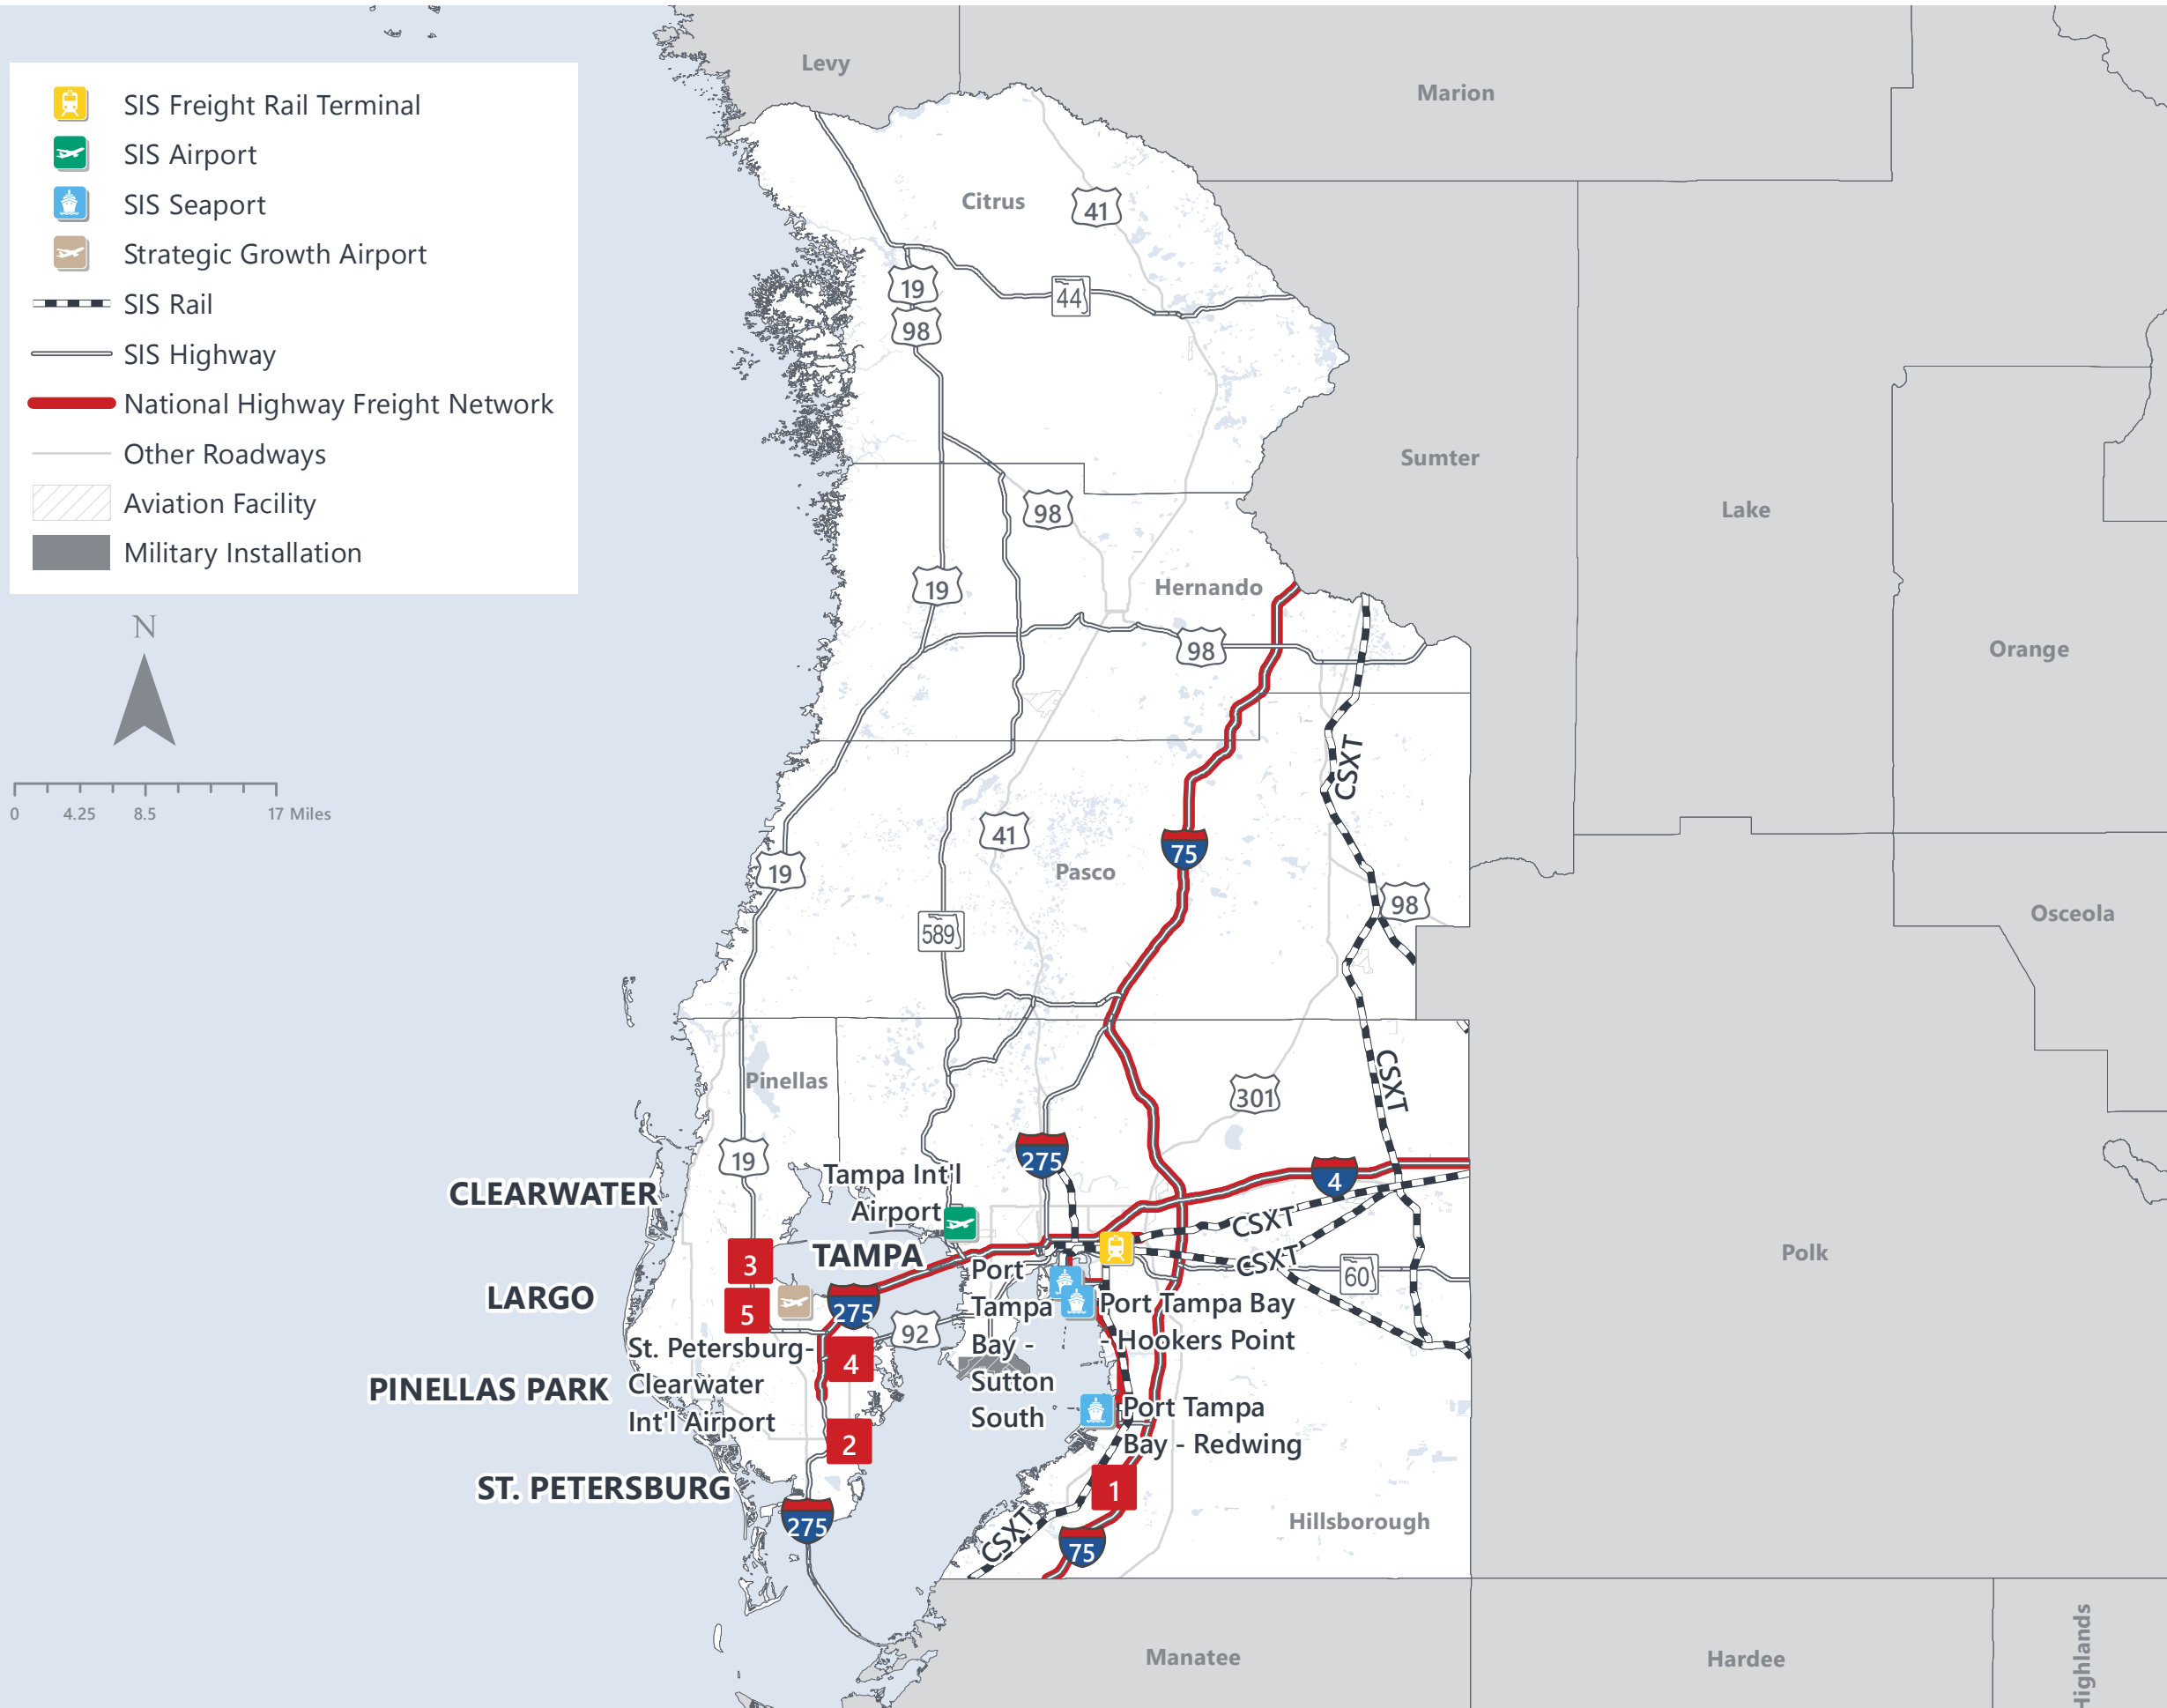 SIS Freight Rail Terminal
SIS Airport
SIS Seaport
Strategic Growth Airport
SIS Rail
SIS Highway
National Highway Freight Network
Other Roadways
Aviation Facility
Military Installation
N
0 4.25 8.5 17 Miles
Levy
Marion
Citrus
41
19
44
98
Sumter
Lake
98
19
Hernando
98
Orange
CSXT
41
75
Pasco
19
98
589
Osceola
CSXT
Pinellas
301
19
275
4
Tampa Int'l
Airport
CLEARWATER
CSXT
TAMPA
3
CSXT
60
Polk
LARGO
5
275
92
Port
Tampa
Bay -
Sutton
South
Port Tampa Bay
- Hookers Point
St. Petersburg-
Clearwater
Int'l Airport
4
PINELLAS PARK
Port Tampa
Bay - Redwing
2
ST. PETERSBURG
1
275
CSXT
75
Hillsborough
Manatee
Hardee
Highlands